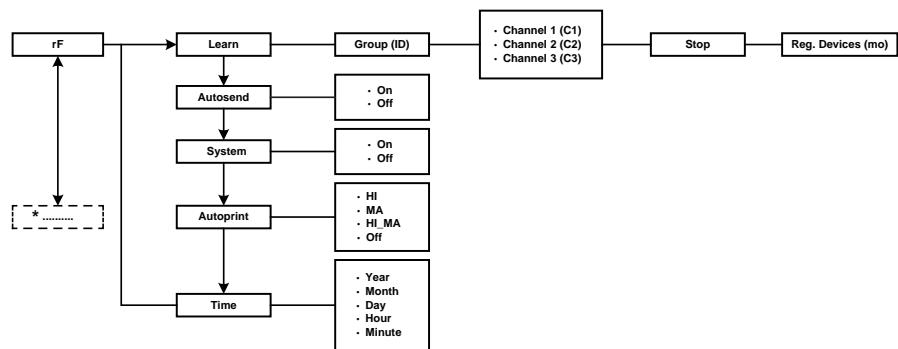 rF
Learn
Group (ID)
· Channel 1 (C1)
· Channel 2 (C2)
· Channel 3 (C3)
Stop
Reg. Devices (mo)
Autosend
· On
· Off
System
· On
· Off
* ..........
Autoprint
· HI
· MA
· HI_MA
· Off
Time
· Year
· Month
· Day
· Hour
· Minute